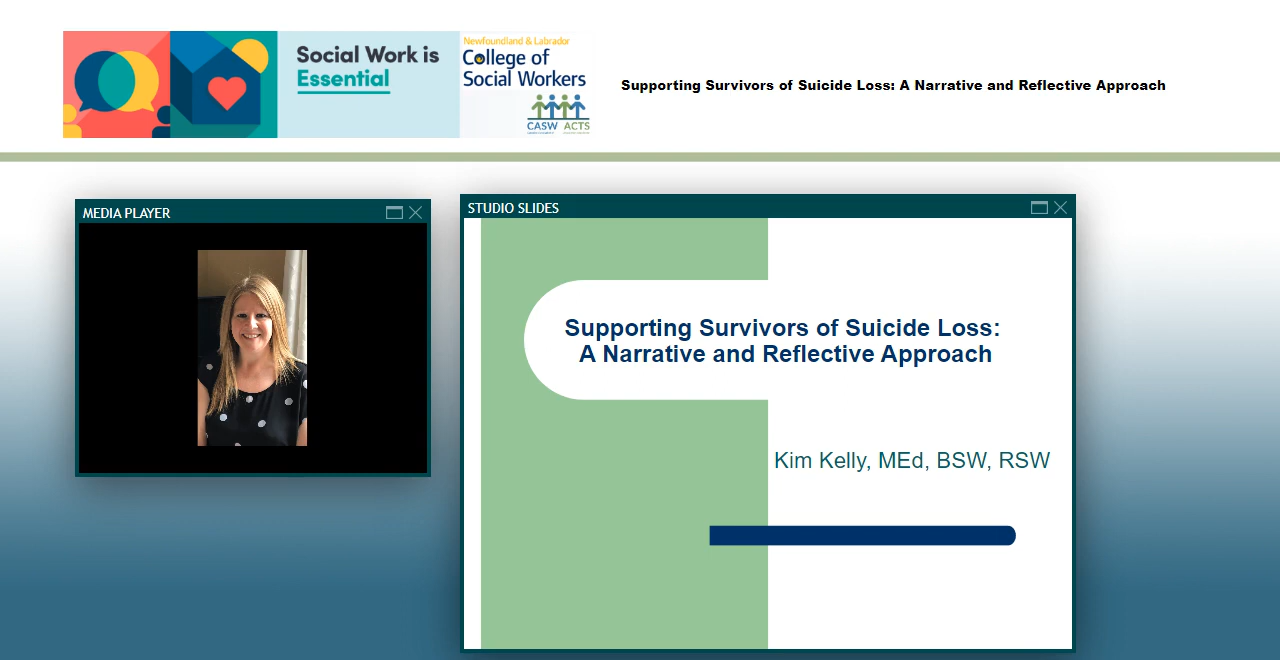 Social Work is
Essential
Newfoundland & Labrador
College of
Social Workers
CASW ACTS
Supporting Survivors of Suicide Loss: A Narrative and Reflective Approach
MEDIA PLAYER
STUDIO SLIDES
Supporting Survivors of Suicide Loss:
A Narrative and Reflective Approach
Kim Kelly, MEd, BSW, RSW